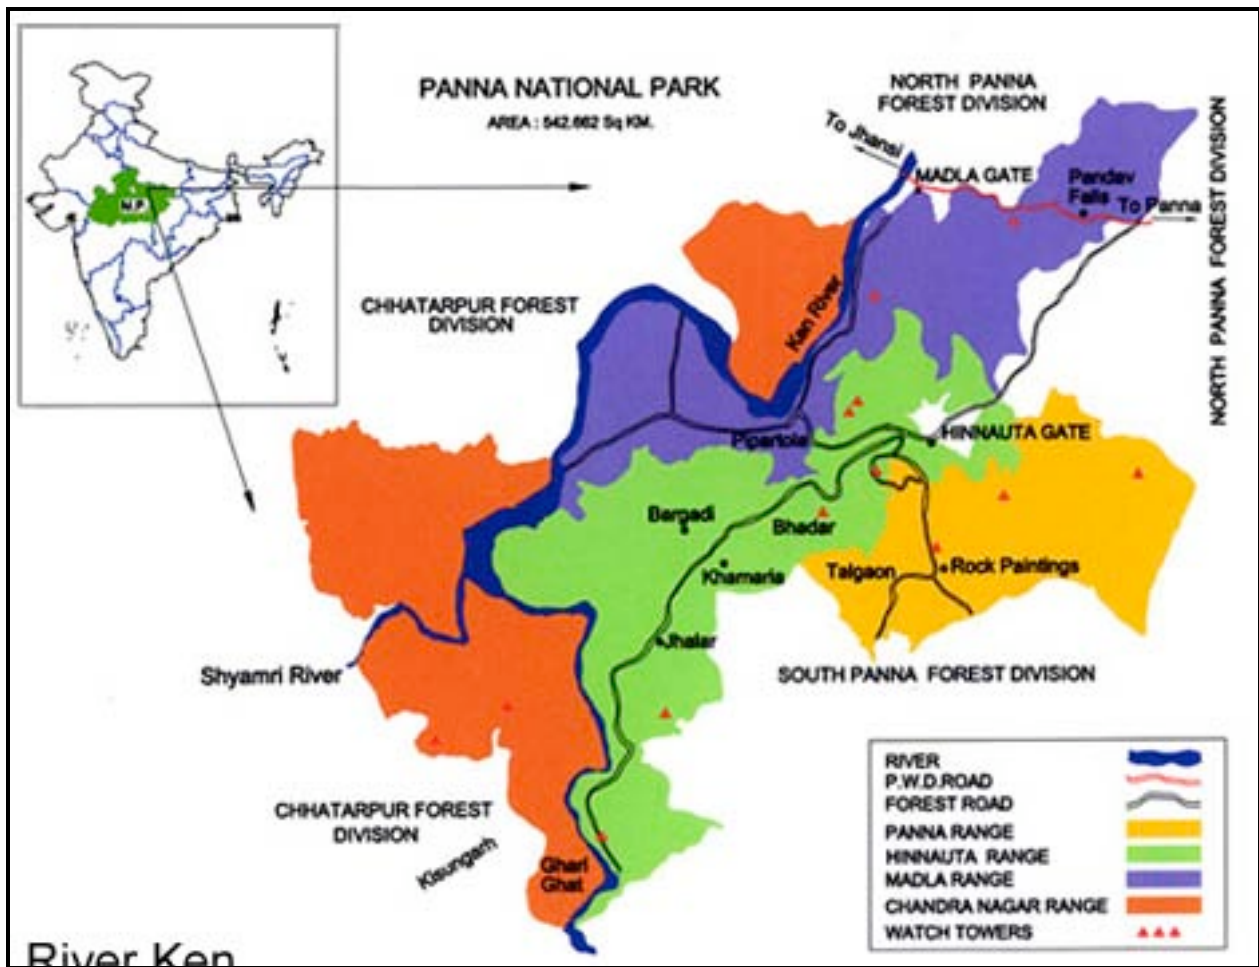 PANNA NATIONAL PARK
AREA : 542.662 Sq KM.
NORTH PANNA
FOREST DIVISION
NORTH PANNA FOREST DIVISION
To Jhansi
MADLA GATE
Pandav
Falls
To Panna
M.P.
CHHATARPUR FOREST
DIVISION
Ken River
Pipartola
HINNAUTA GATE
Bargadi
Bhadar
Khamaria
Talgaon
Rock Paintings
Jhalar
Shyamri River
SOUTH PANNA FOREST DIVISION
CHHATARPUR FOREST
DIVISION
Kisungarh
Ghari
Ghat
RIVER
P.W.D.ROAD
FOREST ROAD
PANNA RANGE
HINNAUTA RANGE
MADLA RANGE
CHANDRA NAGAR RANGE
WATCH TOWERS
River Ken